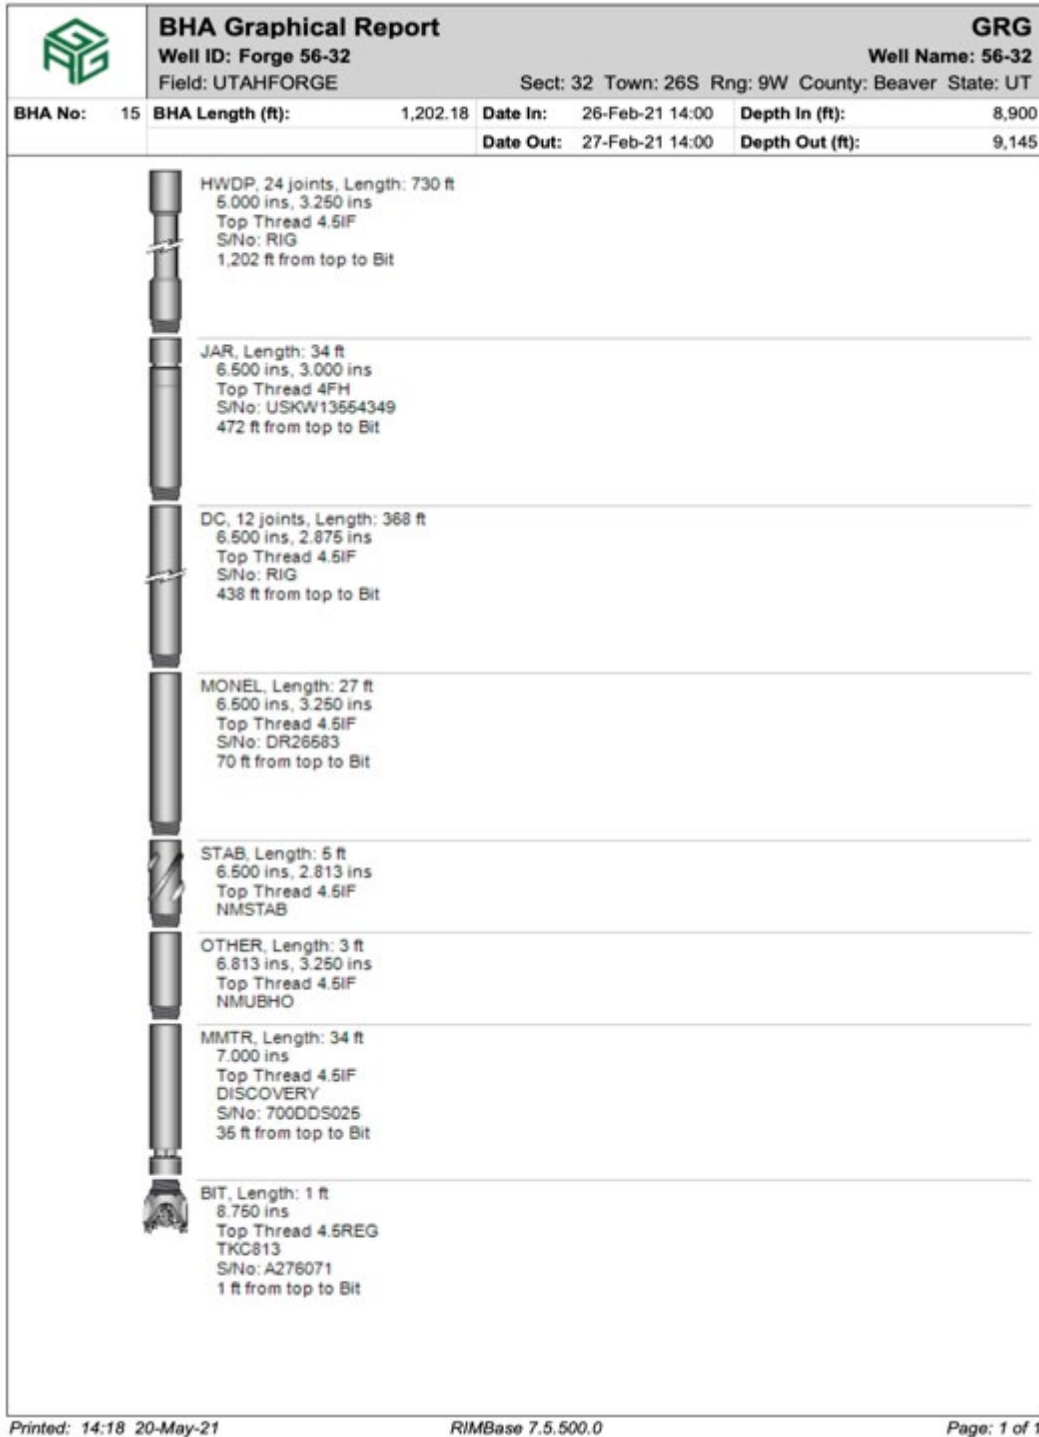 BHA Graphical Report GRG
Well ID: Forge 56-32 Well Name: 56-32
Field: UTAHFORGE Sect: 32 Town: 26S Rng: 9W County: Beaver State: UT
BHA No: 15 BHA Length (ft): 1,202.18 Date In: 26-Feb-21 14:00 Depth In (ft): 8,900
Date Out: 27-Feb-21 14:00 Depth Out (ft): 9,145
HWDP, 24 joints, Length: 730 ft
5.000 ins, 3.250 ins
Top Thread 4.5IF
S/No: RIG
1,202 ft from top to Bit
JAR, Length: 34 ft
6.500 ins, 3.000 ins
Top Thread 4FH
S/No: USKW13554349
472 ft from top to Bit
DC, 12 joints, Length: 368 ft
6.500 ins, 2.875 ins
Top Thread 4.5IF
S/No: RIG
438 ft from top to Bit
MONEL, Length: 27 ft
6.500 ins, 3.250 ins
Top Thread 4.5IF
S/No: DR26583
70 ft from top to Bit
STAB, Length: 5 ft
6.500 ins, 2.813 ins
Top Thread 4.5IF
NMSTAB
OTHER, Length: 3 ft
6.813 ins, 3.250 ins
Top Thread 4.5IF
NMUBHO
MMTR, Length: 34 ft
7.000 ins
Top Thread 4.5IF
DISCOVERY
S/No: 700DDS025
35 ft from top to Bit
BIT, Length: 1 ft
8.750 ins
Top Thread 4.5REG
TKC813
S/No: A276071
1 ft from top to Bit
Printed: 14:18 20-May-21 RIMBase 7.5.500.0 Page: 1 of 1